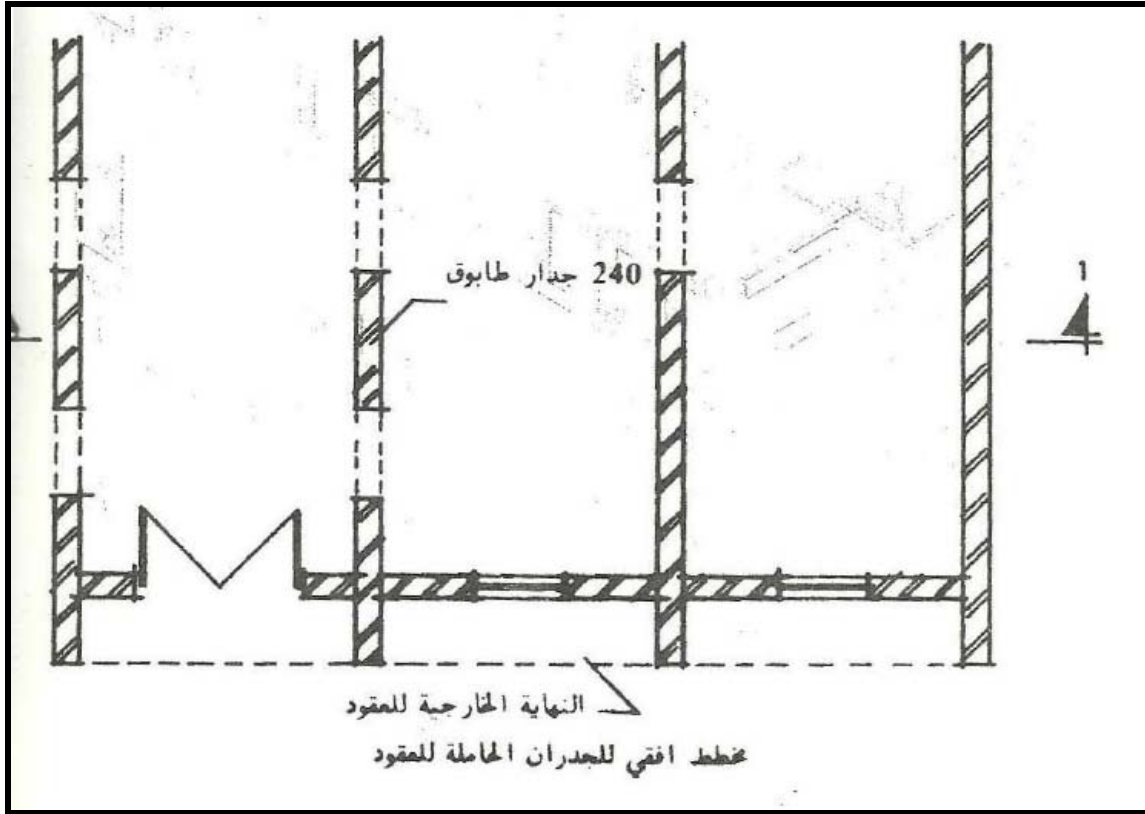 240 جدار طابوق
1
النهاية الخارجية للعقود
مخطط افقي للجدران الحاملة للعقود